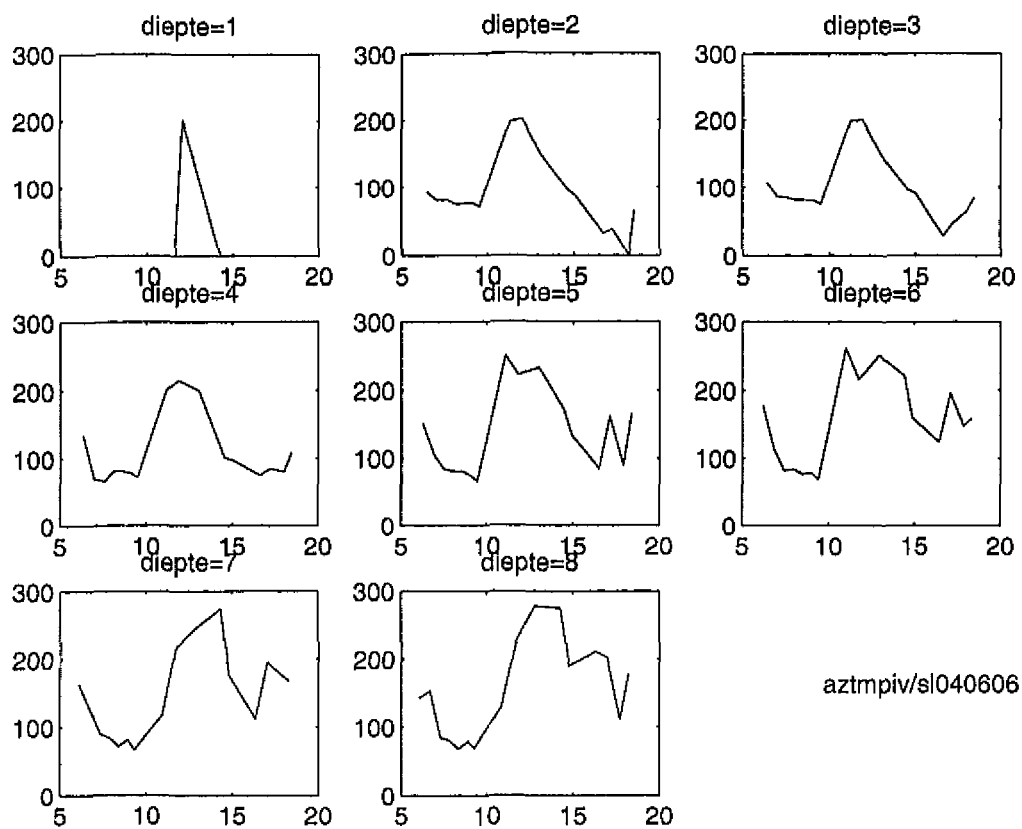 diepte=1 diepte=2 diepte=3
300 300 300
200 200 200
100 100 100
0 0 0
5 10 15 20 5 10 15 20 5 10 15 20
diepte=4 diepte=5 diepte=6
300 300 300
200 200 200
100 100 100
0 0 0
5 10 15 20 5 10 15 20 5 10 15 20
diepte=7 diepte=8
300 300
200 200
aztmpiv/sl040606
100 100
0 0
5 10 15 20 5 10 15 20